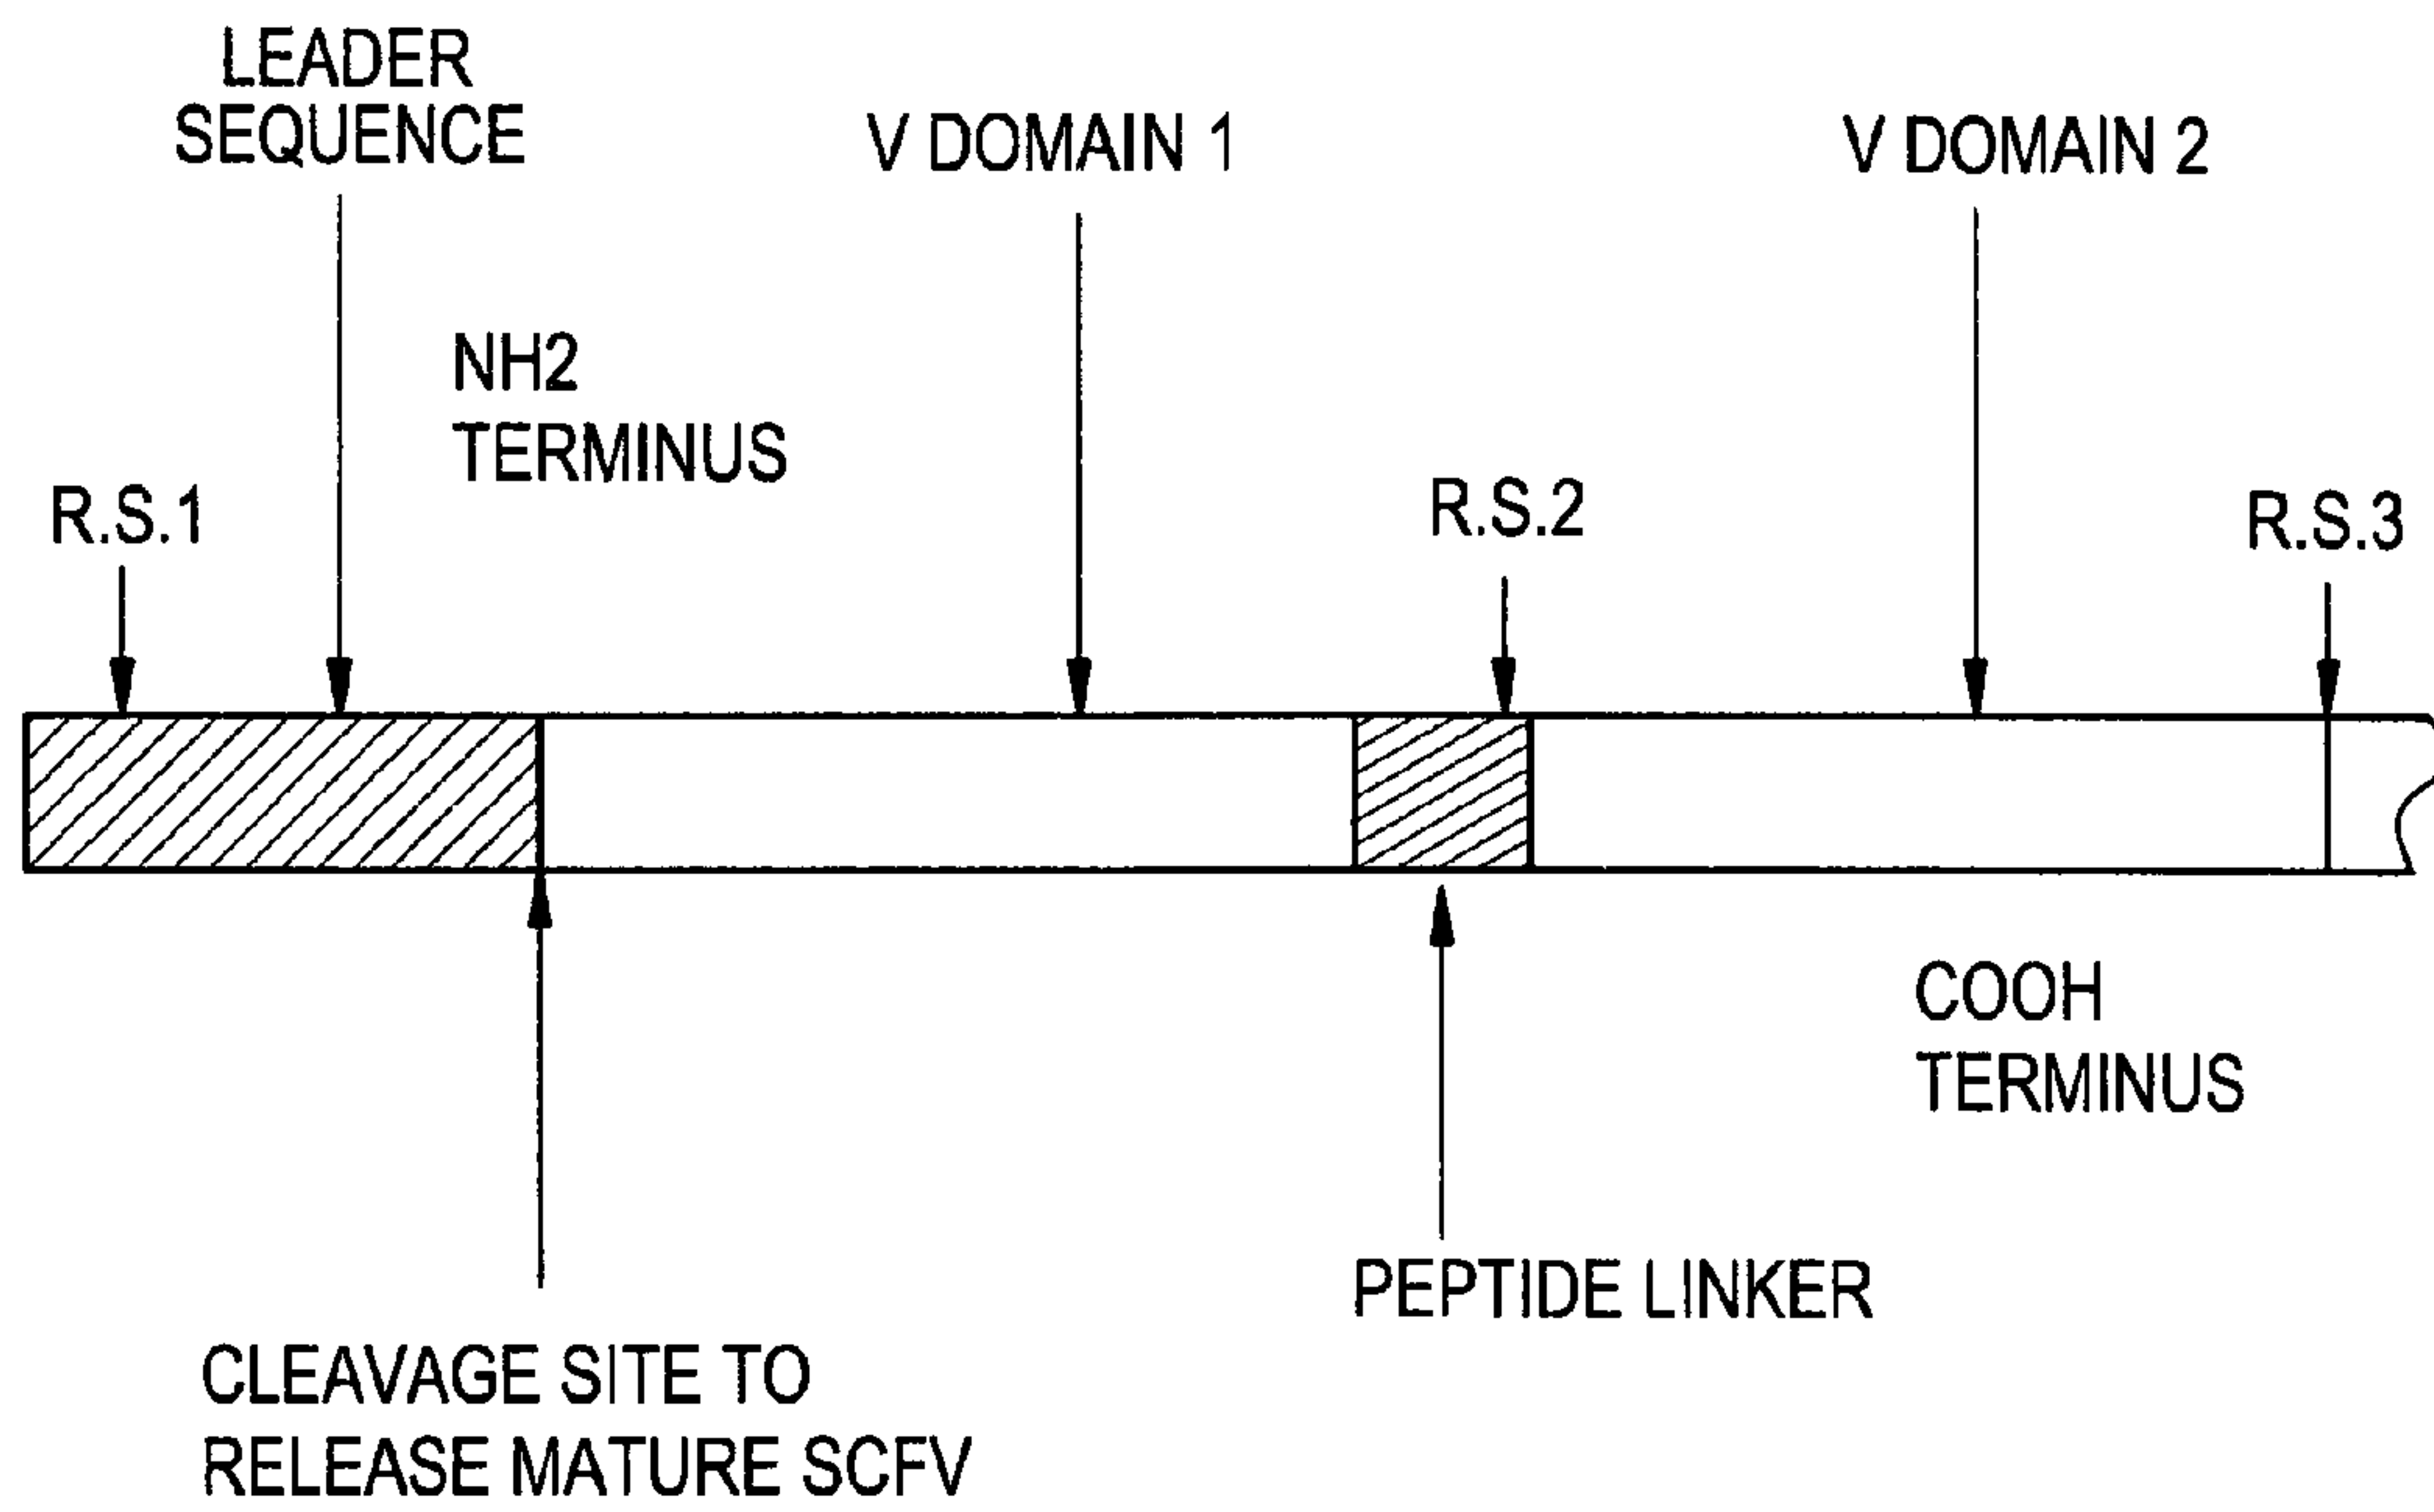 LEADER
SEQUENCE
V DOMAIN 1
V DOMAIN 2
NH2
TERMINUS
R.S.1
R.S.2
R.S.3
COOH
TERMINUS
PEPTIDE LINKER
CLEAVAGE SITE TO
RELEASE MATURE SCFV